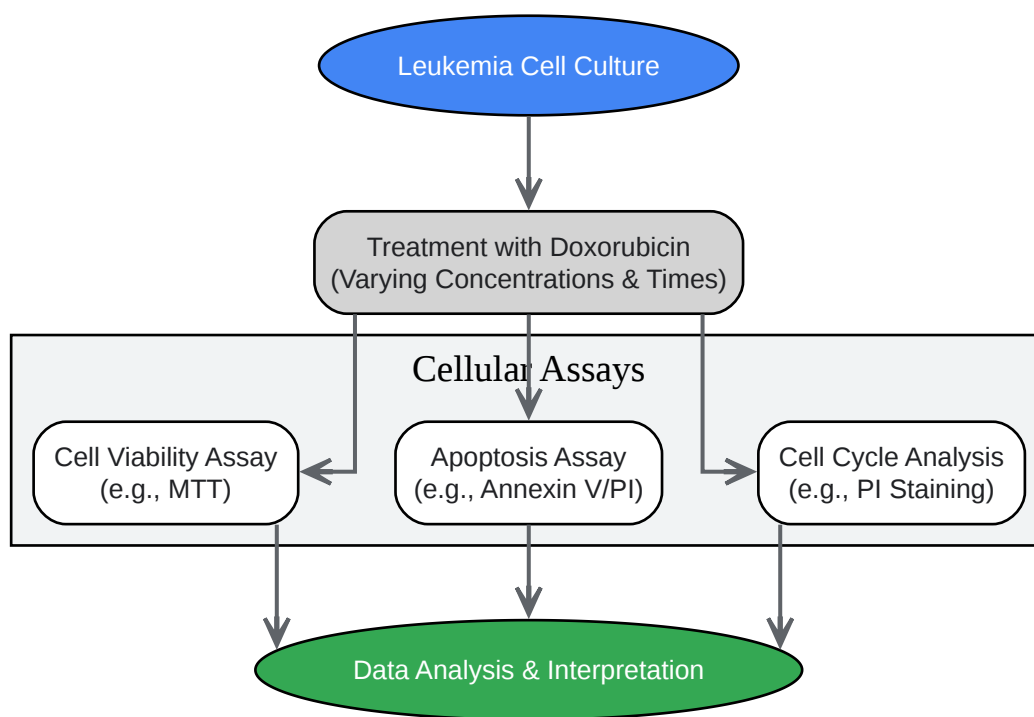 Leukemia Cell Culture
Treatment with Doxorubicin
(Varying Concentrations & Times)
Cellular Assays
Cell Viability Assay
(e.g., MTT)
Apoptosis Assay
(e.g., Annexin V/PI)
Cell Cycle Analysis
(e.g., PI Staining)
Data Analysis & Interpretation